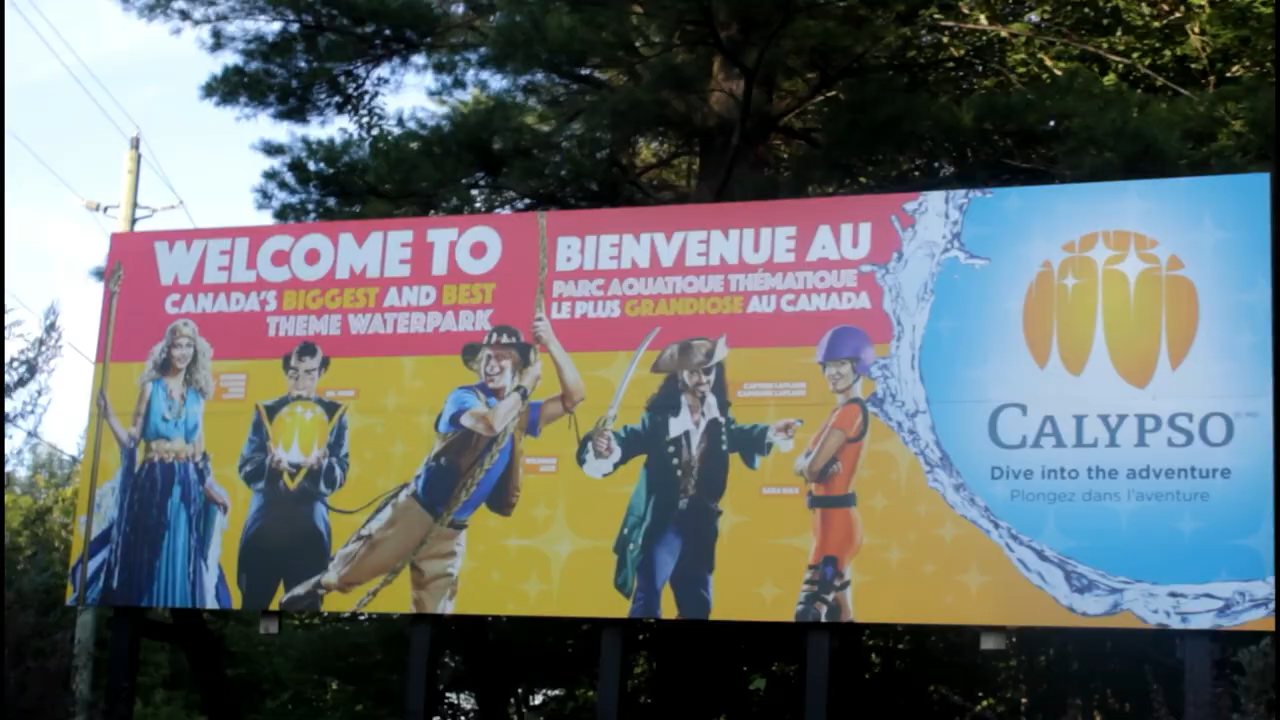 WELCOME TO
CANADA'S BIGGEST AND BEST
THEME WATERPARK
BIENVENUE AU
PARC AQUATIQUE THÉMATIQUE
LE PLUS GRANDIOSE AU CANADA
CALYPSO
Dive into the adventure
Plongez dans l'aventure